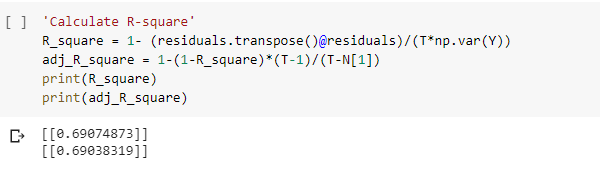 [ ] 'Calculate R-square'
R_square = 1- (residuals.transpose()@residuals)/(T*np.var(Y))
adj_R_square = 1-(1-R_square)*(T-1)/(T-N[1])
print(R_square)
print(adj_R_square)
[[0.69074873]]
[[0.69038319]]